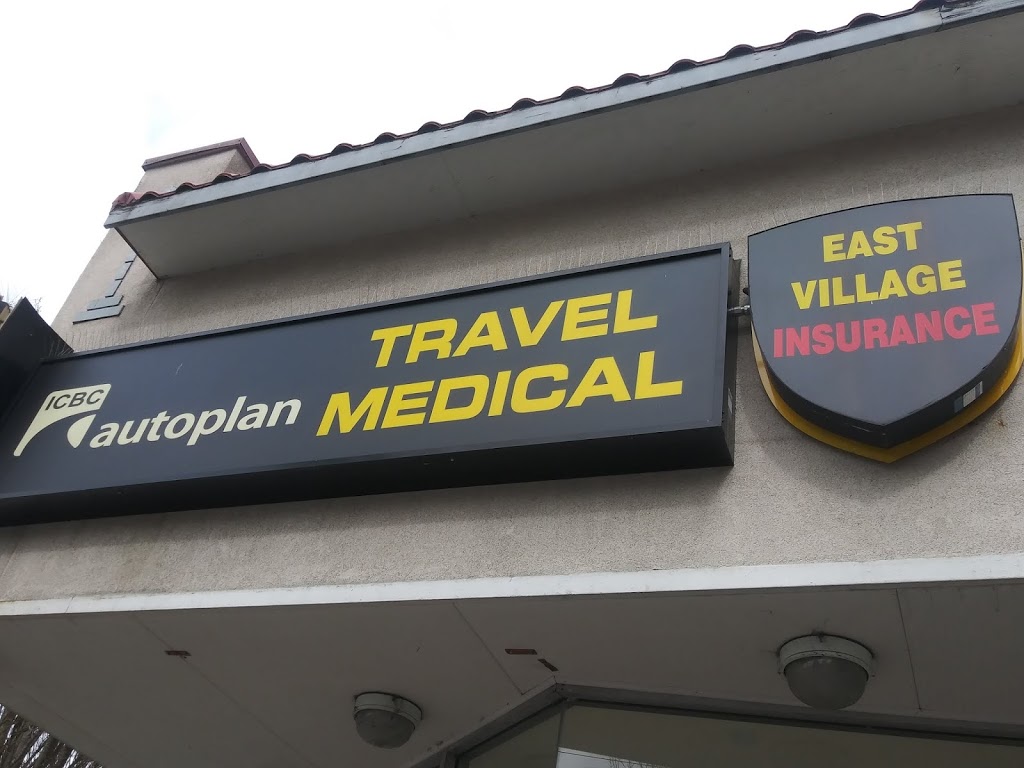 ICBC
autoplan
TRAVEL
MEDICAL
EAST
VILLAGE
INSURANCE